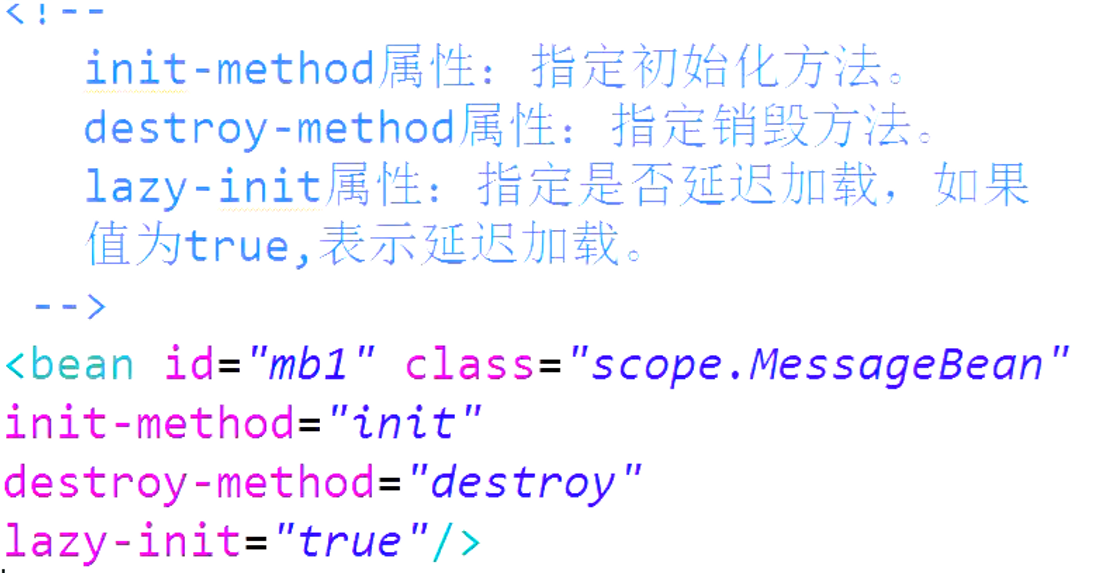 <!--
init-method属性：指定初始化方法。
destroy-method属性：指定销毁方法。
lazy-init属性：指定是否延迟加载，如果
值为true,表示延迟加载。
-->
<bean id="mb1" class="scope.MessageBean"
init-method="init"
destroy-method="destroy"
lazy-init="true"/>